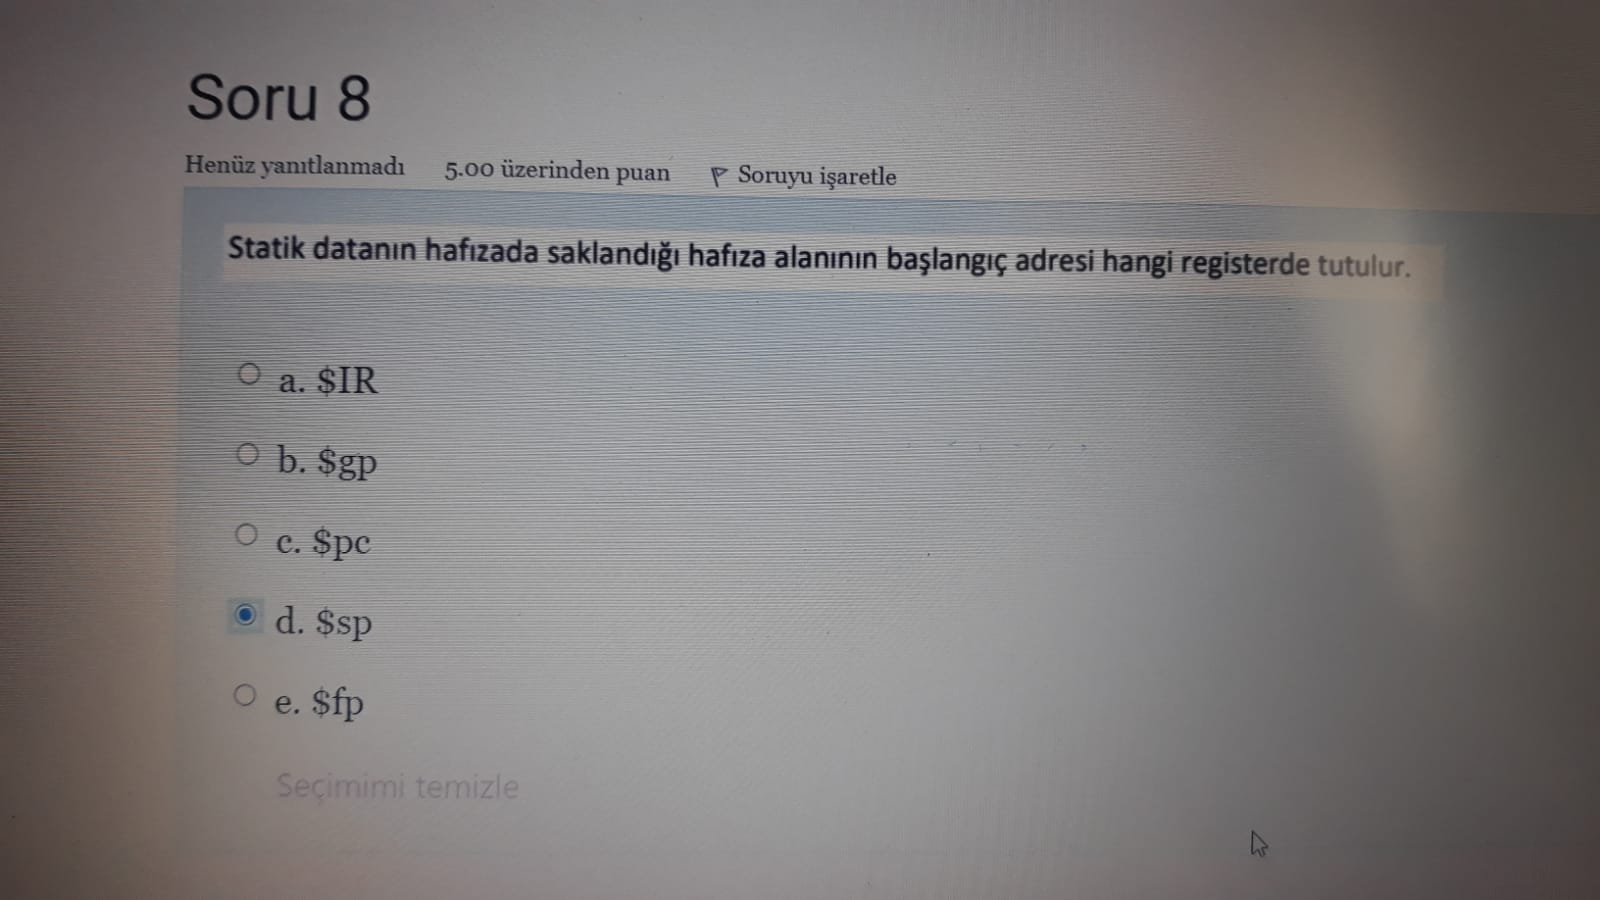 Soru 8
Henüz yanıtlanmadı 5.00 üzerinden puan Soruyu işaretle
Statik datanın hafızada saklandığı hafıza alanının başlangıç adresi hangi registerde tutulur.
a. $IR
b. $gp
c. $pc
d. $sp
e. $fp
Seçimimi temizle